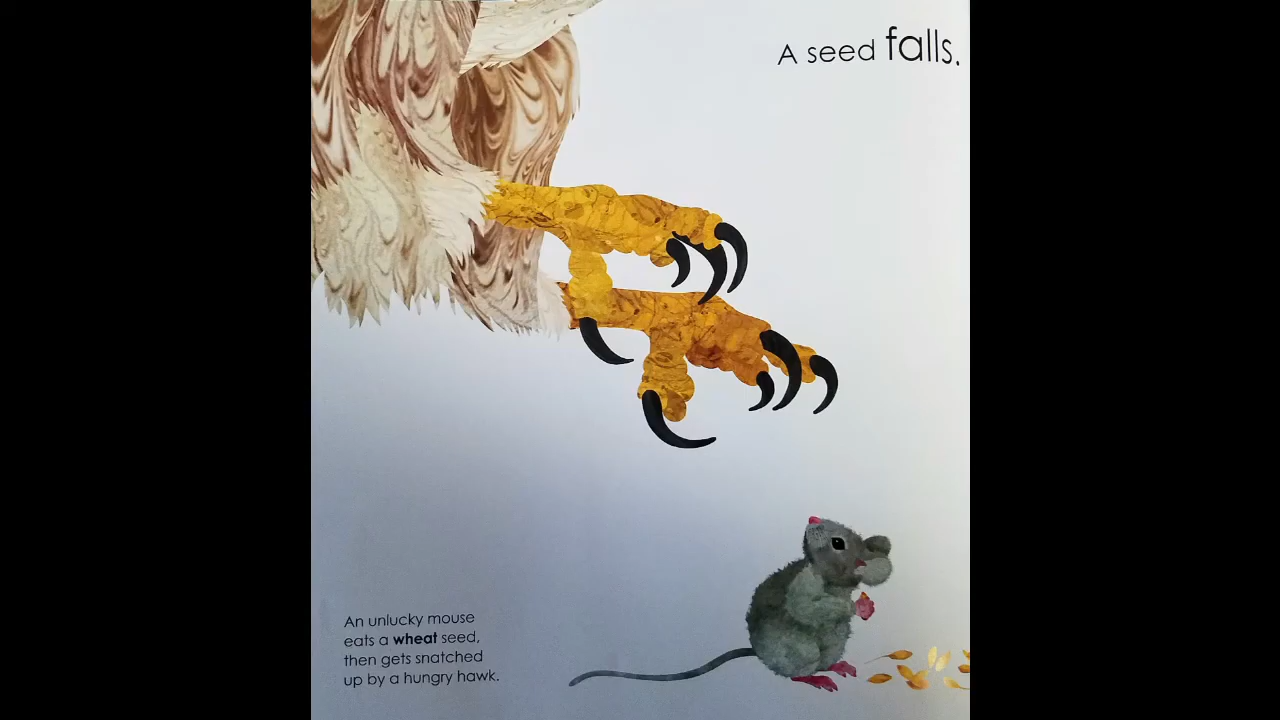 A seed falls.
An unlucky mouse
eats a wheat seed,
then gets snatched
up by a hungry hawk.